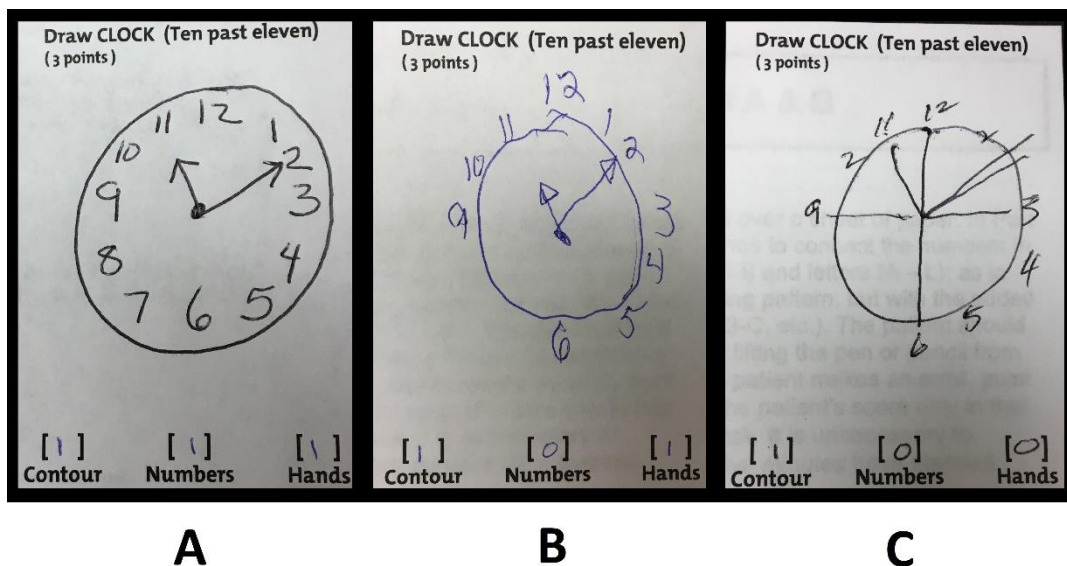 Draw CLOCK (Ten past eleven)
(3 points)
12
11 1
10 2
9 3
8 4
7 6 5
[1] [1] [1]
Contour Numbers Hands
A
Draw CLOCK (Ten past eleven)
(3 points)
12
11 1
10 2
9 3
4
6 5
[1] [0] [1]
Contour Numbers Hands
B
Draw CLOCK (Ten past eleven)
(3 points)
11 12
2
9 3
4
6 5
[1] [0] [0]
Contour Numbers Hands
C